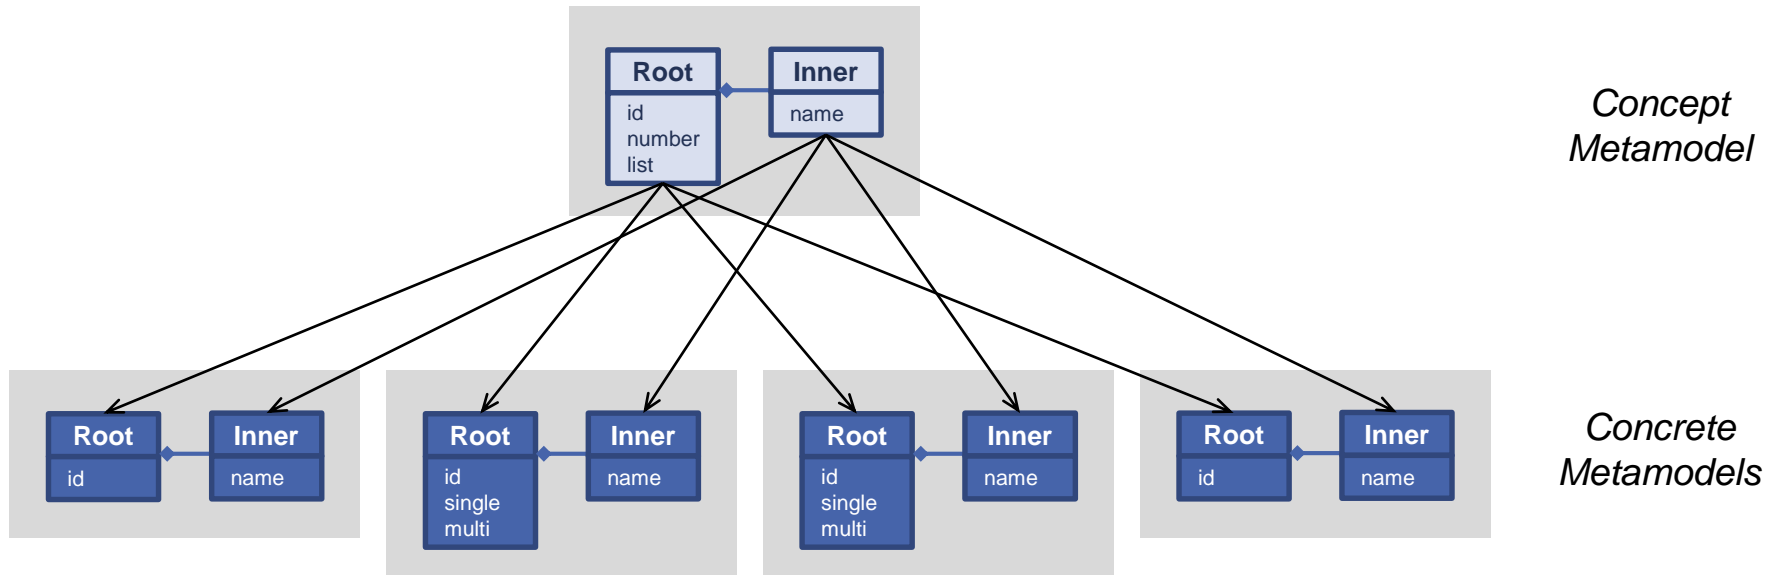 Root
id
number
list
Inner
name
Concept
Metamodel
Root
id
Inner
name
Root
id
single
multi
Inner
name
Root
id
single
multi
Inner
name
Root
id
Inner
name
Concrete
Metamodels